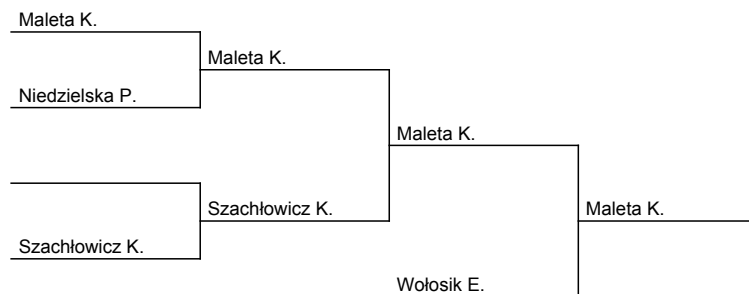 Maleta K.
Maleta K.
Niedzielska P.
Maleta K.
Szachłowicz K.
Maleta K.
Szachłowicz K.
Wołosik E.